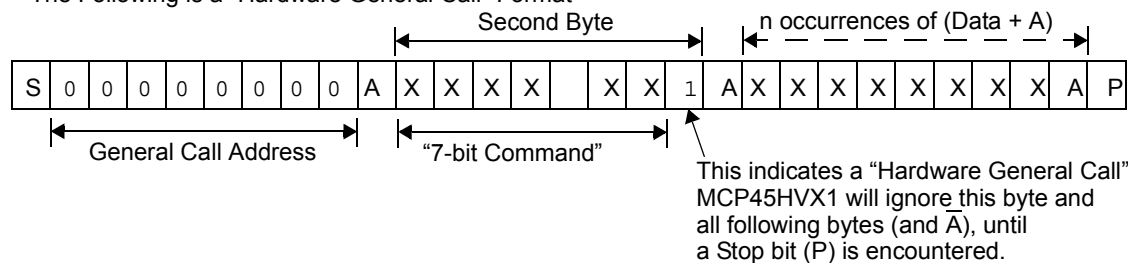 The Following is a "Hardware General Call" Format
Second Byte
n occurrences of (Data + A)
S 0 0 0 0 0 0 0 0 A X X X X X X 1 A X X X X X X X X A P
General Call Address
"7-bit Command"
This indicates a "Hardware General Call"
MCP45HVX1 will ignore this byte and
all following bytes (and A̅), until
a Stop bit (P) is encountered.